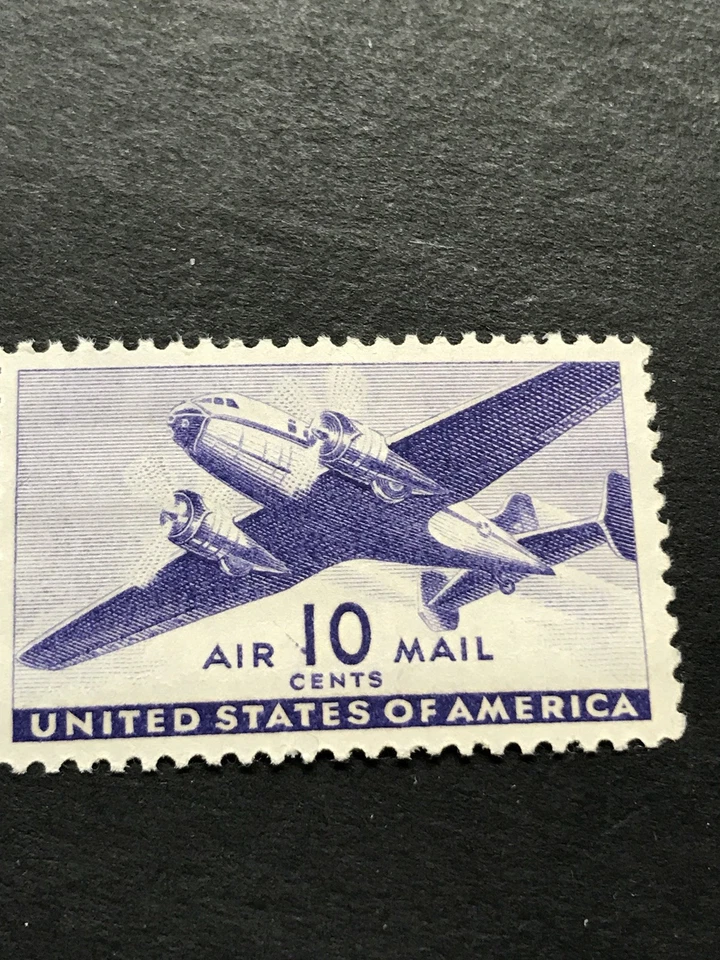 AIR 10 MAIL
CENTS
UNITED STATES OF AMERICA